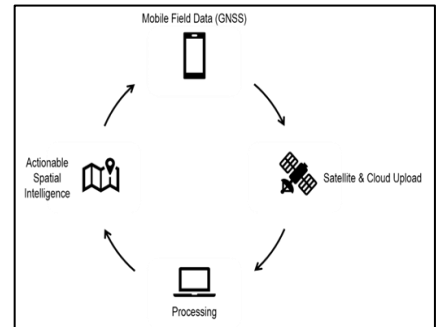 Mobile Field Data (GNSS)
Satellite & Cloud Upload
Processing
Actionable
Spatial
Intelligence